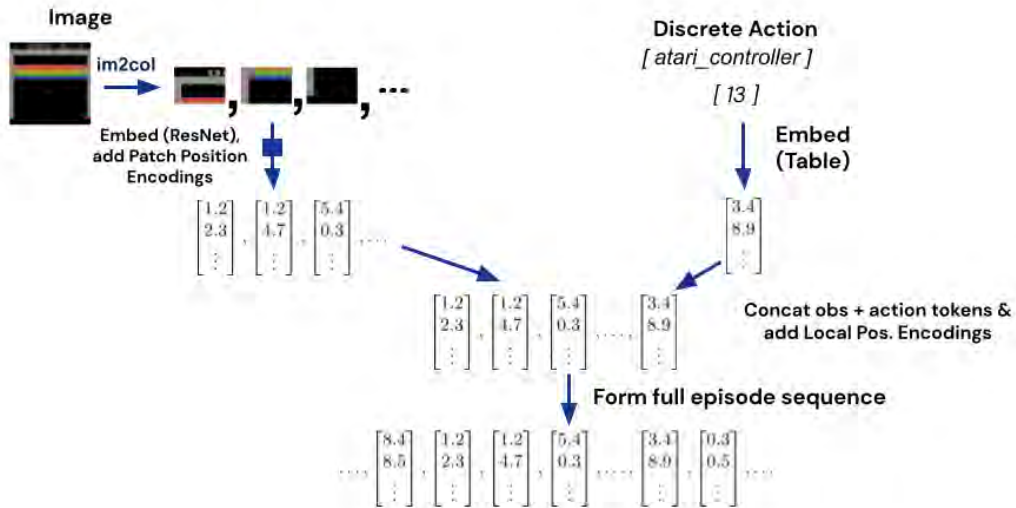 Image
im2col
, , , ...
Embed (ResNet),
add Patch Position
Encodings
Discrete Action
[ atari_controller ]
[ 13 ]
Embed
(Table)
[1.2 2.3 ⋮] , [1.2 4.7 ⋮] , [5.4 0.3 ⋮] , ....
[3.4 8.9 ⋮]
[1.2 2.3 ⋮] , [1.2 4.7 ⋮] , [5.4 0.3 ⋮] , .... , [3.4 8.9 ⋮]
Concat obs + action tokens &
add Local Pos. Encodings
Form full episode sequence
.... , [8.4 8.5 ⋮] , [1.2 2.3 ⋮] , [1.2 4.7 ⋮] , [5.4 0.3 ⋮] , .... , [3.4 8.9 ⋮] , [0.3 0.5 ⋮] , ....